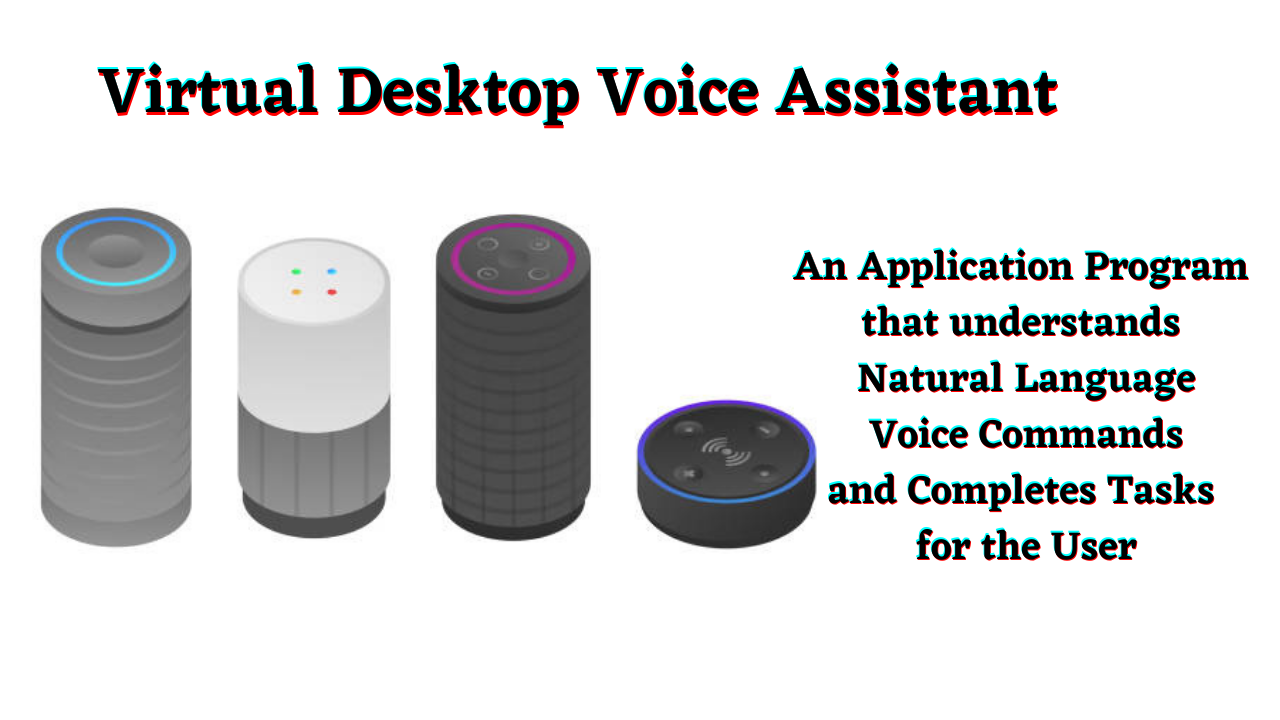 Virtual Desktop Voice Assistant
An Application Program
that understands
Natural Language
Voice Commands
and Completes Tasks
for the User